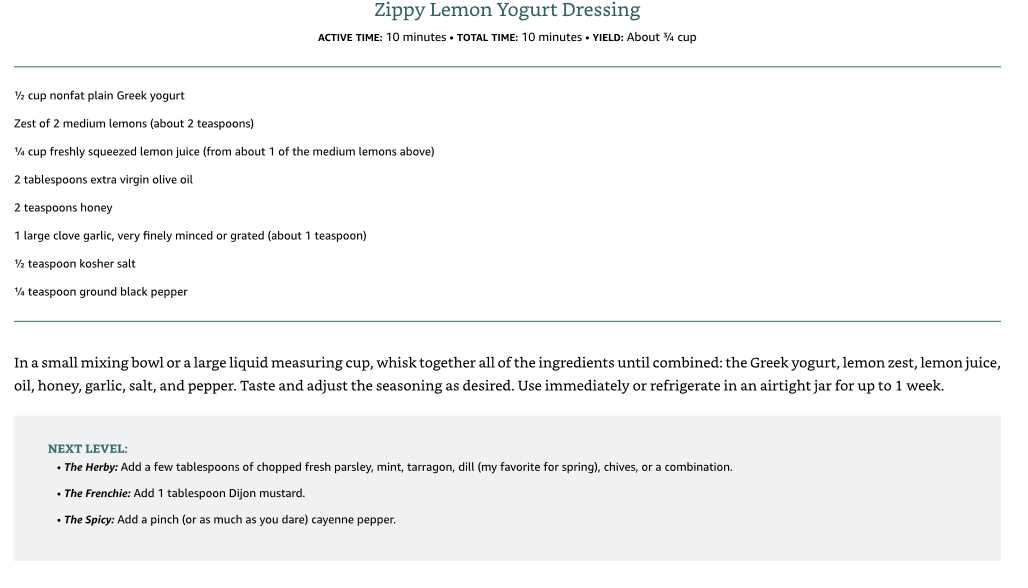 Zippy Lemon Yogurt Dressing
ACTIVE TIME: 10 minutes • TOTAL TIME: 10 minutes • YIELD: About ¾ cup
½ cup nonfat plain Greek yogurt
Zest of 2 medium lemons (about 2 teaspoons)
¼ cup freshly squeezed lemon juice (from about 1 of the medium lemons above)
2 tablespoons extra virgin olive oil
2 teaspoons honey
1 large clove garlic, very finely minced or grated (about 1 teaspoon)
½ teaspoon kosher salt
¼ teaspoon ground black pepper
In a small mixing bowl or a large liquid measuring cup, whisk together all of the ingredients until combined: the Greek yogurt, lemon zest, lemon juice,
oil, honey, garlic, salt, and pepper. Taste and adjust the seasoning as desired. Use immediately or refrigerate in an airtight jar for up to 1 week.
NEXT LEVEL:
• The Herby: Add a few tablespoons of chopped fresh parsley, mint, tarragon, dill (my favorite for spring), chives, or a combination.
• The Frenchie: Add 1 tablespoon Dijon mustard.
• The Spicy: Add a pinch (or as much as you dare) cayenne pepper.